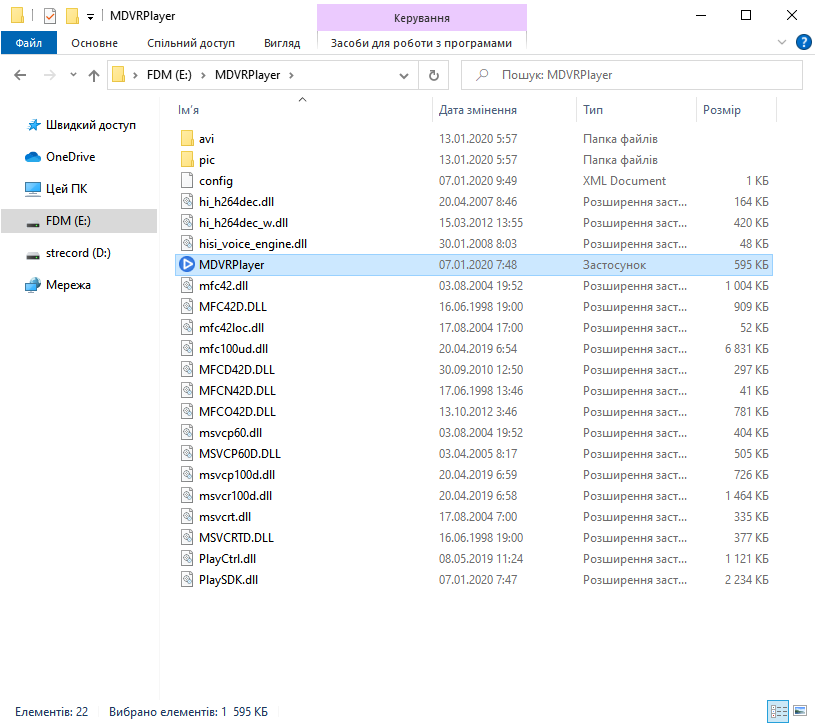 MDVRPlayer
Керування
Файл Основне Спільний доступ Вигляд Засоби для роботи з програмами
FDM (E:) MDVRPlayer
Пошук: MDVRPlayer
Швидкий доступ
OneDrive
Цей ПК
FDM (E:)
strecord (D:)
Мережа
Ім'я Дата змінення Тип Розмір
avi 13.01.2020 5:57 Папка файлів
pic 13.01.2020 5:57 Папка файлів
config 07.01.2020 9:49 XML Document 1 КБ
hi_h264dec.dll 20.04.2007 8:46 Розширення заст... 164 КБ
hi_h264dec_w.dll 15.03.2012 13:55 Розширення заст... 420 КБ
hisi_voice_engine.dll 30.01.2008 8:03 Розширення заст... 48 КБ
MDVRPlayer 07.01.2020 7:48 Застосунок 595 КБ
mfc42.dll 03.08.2004 19:52 Розширення заст... 1 004 КБ
MFC42D.DLL 16.06.1998 19:00 Розширення заст... 909 КБ
mfc42loc.dll 17.08.2004 17:00 Розширення заст... 52 КБ
mfc100ud.dll 20.04.2019 6:54 Розширення заст... 6 831 КБ
MFCD42D.DLL 30.09.2010 12:50 Розширення заст... 297 КБ
MFCN42D.DLL 17.06.1998 13:46 Розширення заст... 41 КБ
MFCO42D.DLL 13.10.2012 3:46 Розширення заст... 781 КБ
msvcp60.dll 03.08.2004 19:52 Розширення заст... 404 КБ
MSVCP60D.DLL 03.04.2005 8:17 Розширення заст... 505 КБ
msvcp100d.dll 20.04.2019 6:59 Розширення заст... 726 КБ
msvcr100d.dll 20.04.2019 6:58 Розширення заст... 1 464 КБ
msvcrt.dll 17.08.2004 7:00 Розширення заст... 335 КБ
MSVCRTD.DLL 16.06.1998 19:00 Розширення заст... 377 КБ
PlayCtrl.dll 08.05.2019 11:24 Розширення заст... 1 121 КБ
PlaySDK.dll 07.01.2020 7:47 Розширення заст... 2 234 КБ
Елементів: 22 Вибрано елементів: 1 595 КБ